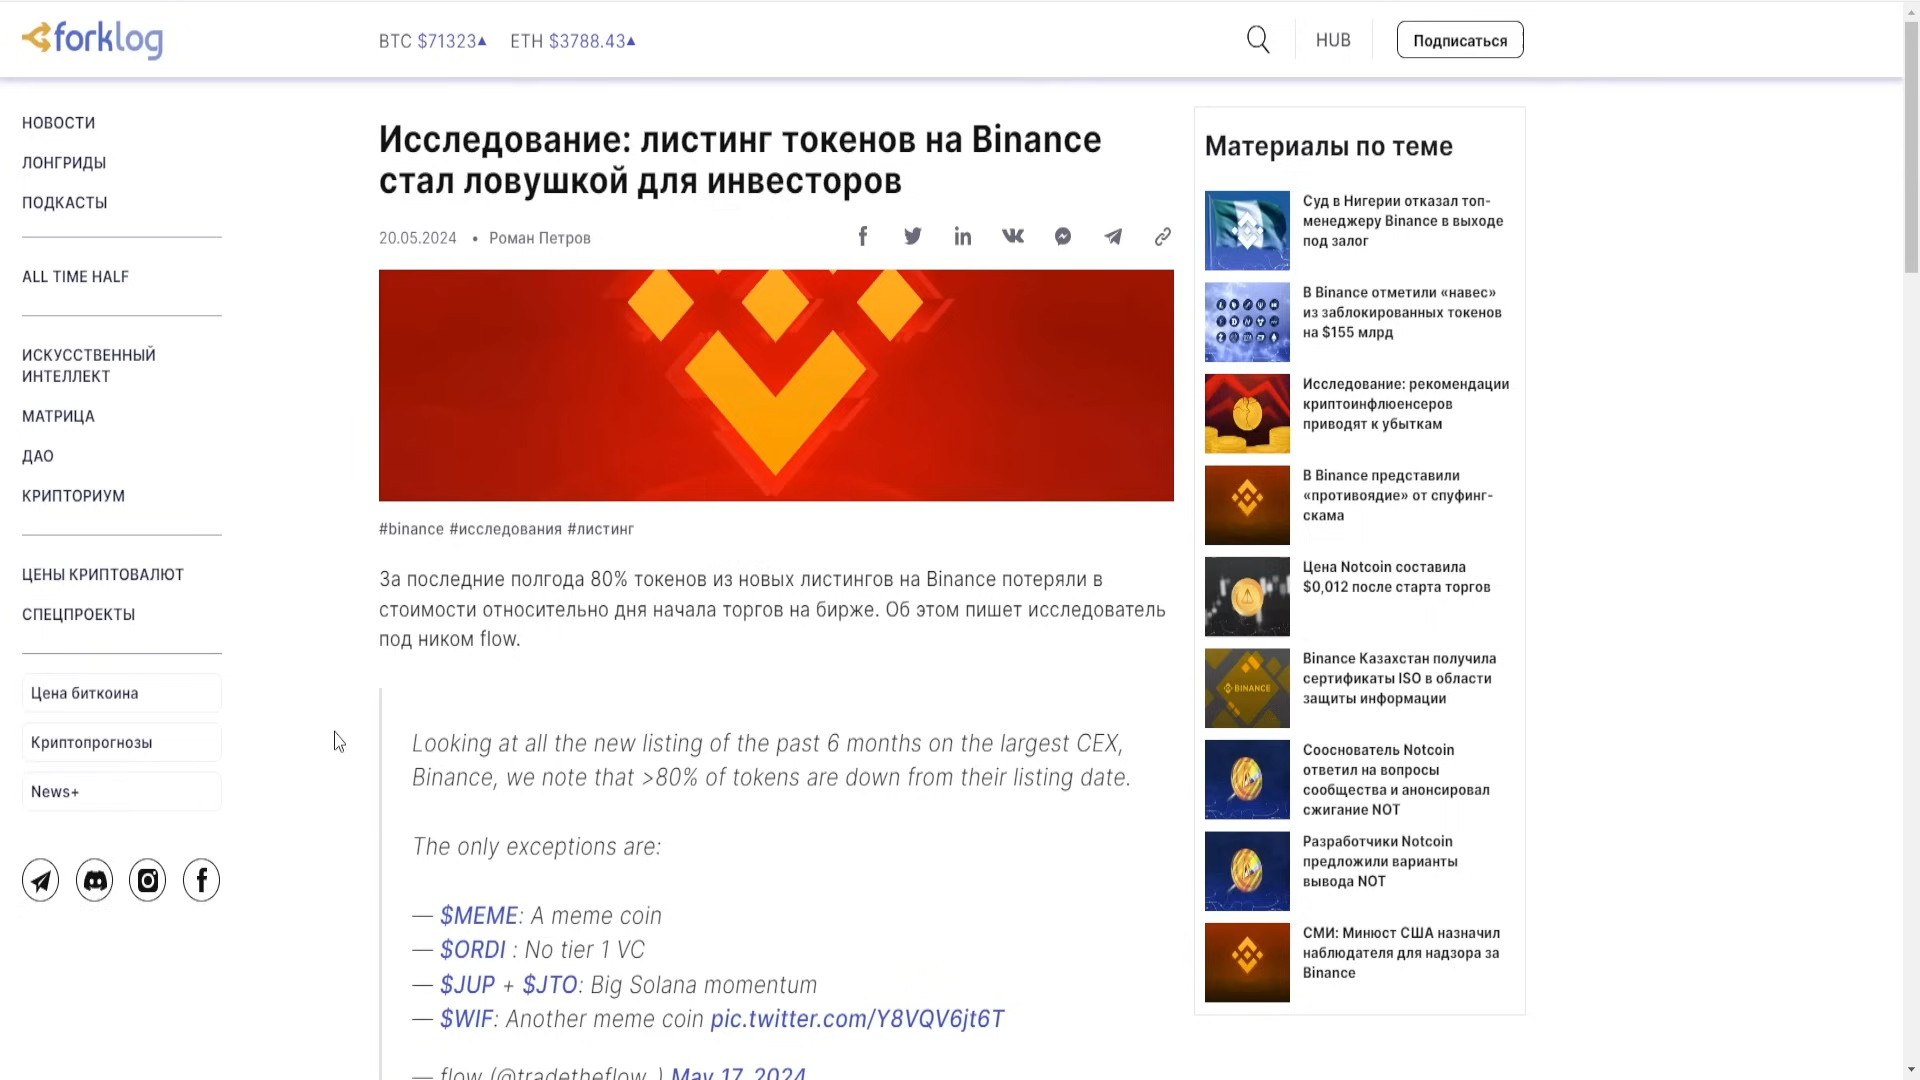 forklog
BTC $71323▲ ETH $3788.43▲
HUB
Подписаться
НОВОСТИ
ЛОНГРИДЫ
ПОДКАСТЫ
ALL TIME HALF
ИСКУССТВЕННЫЙ
ИНТЕЛЛЕКТ
МАТРИЦА
ДАО
КРИПТОРИУМ
ЦЕНЫ КРИПТОВАЛЮТ
СПЕЦПРОЕКТЫ
Цена биткоина
Криптопрогнозы
News+
Исследование: листинг токенов на Binance
стал ловушкой для инвесторов
20.05.2024 • Роман Петров
#binance #исследования #листинг
За последние полгода 80% токенов из новых листингов на Binance потеряли в
стоимости относительно дня начала торгов на бирже. Об этом пишет исследователь
под ником flow.
Looking at all the new listing of the past 6 months on the largest CEX,
Binance, we note that >80% of tokens are down from their listing date.
The only exceptions are:
— $MEME: A meme coin
— $ORDI : No tier 1 VC
— $JUP + $JTO: Big Solana momentum
— $WIF: Another meme coin pic.twitter.com/Y8VQV6jt6T
— flow (@tradetheflow_) May 17, 2024
Материалы по теме
Суд в Нигерии отказал топ-
менеджеру Binance в выходе
под залог
В Binance отметили «навес»
из заблокированных токенов
на $155 млрд
Исследование: рекомендации
криптоинфлюенсеров
приводят к убыткам
В Binance представили
«противоядие» от спуфинг-
скама
Цена Notcoin составила
$0,012 после старта торгов
BINANCE
Binance Казахстан получила
сертификаты ISO в области
защиты информации
Сооснователь Notcoin
ответил на вопросы
сообщества и анонсировал
сжигание NOT
Разработчики Notcoin
предложили варианты
вывода NOT
СМИ: Минюст США назначил
наблюдателя для надзора за
Binance